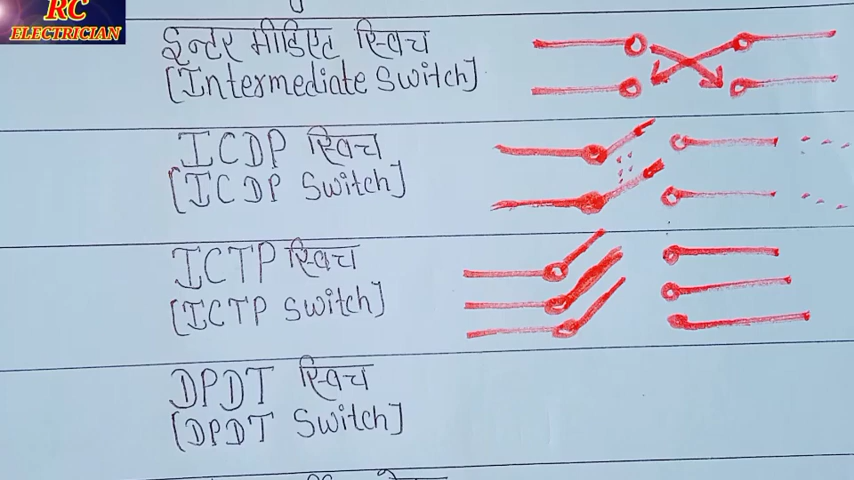 RC
ELECTRICIAN
इन्टर मीडिएट स्विच
[Intermediate Switch]
ICDP स्विच
[ICDP Switch]
ICTP स्विच
[ICTP Switch]
DPDT स्विच
[DPDT Switch]